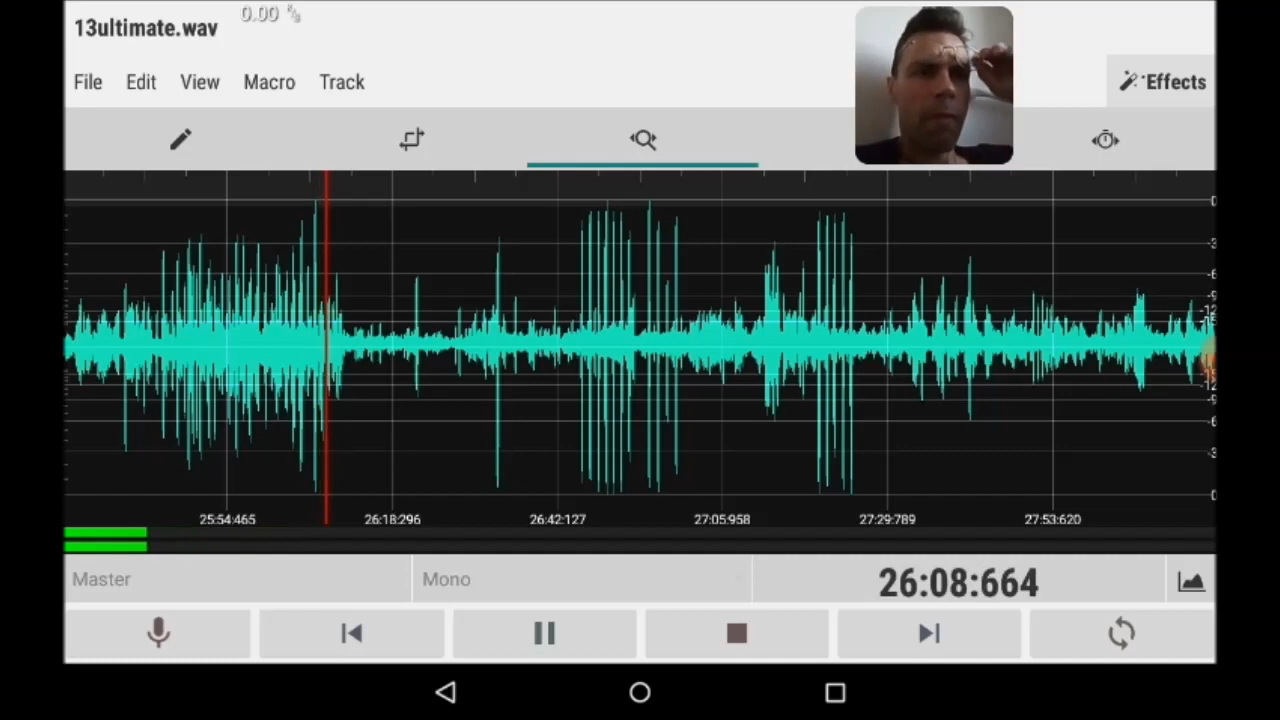 13ultimate.wav
0.00 K/s
File Edit View Macro Track
Effects
25:54:465 26:18:296 26:42:127 27:05:958 27:29:789 27:53:620
Master Mono 26:08:664